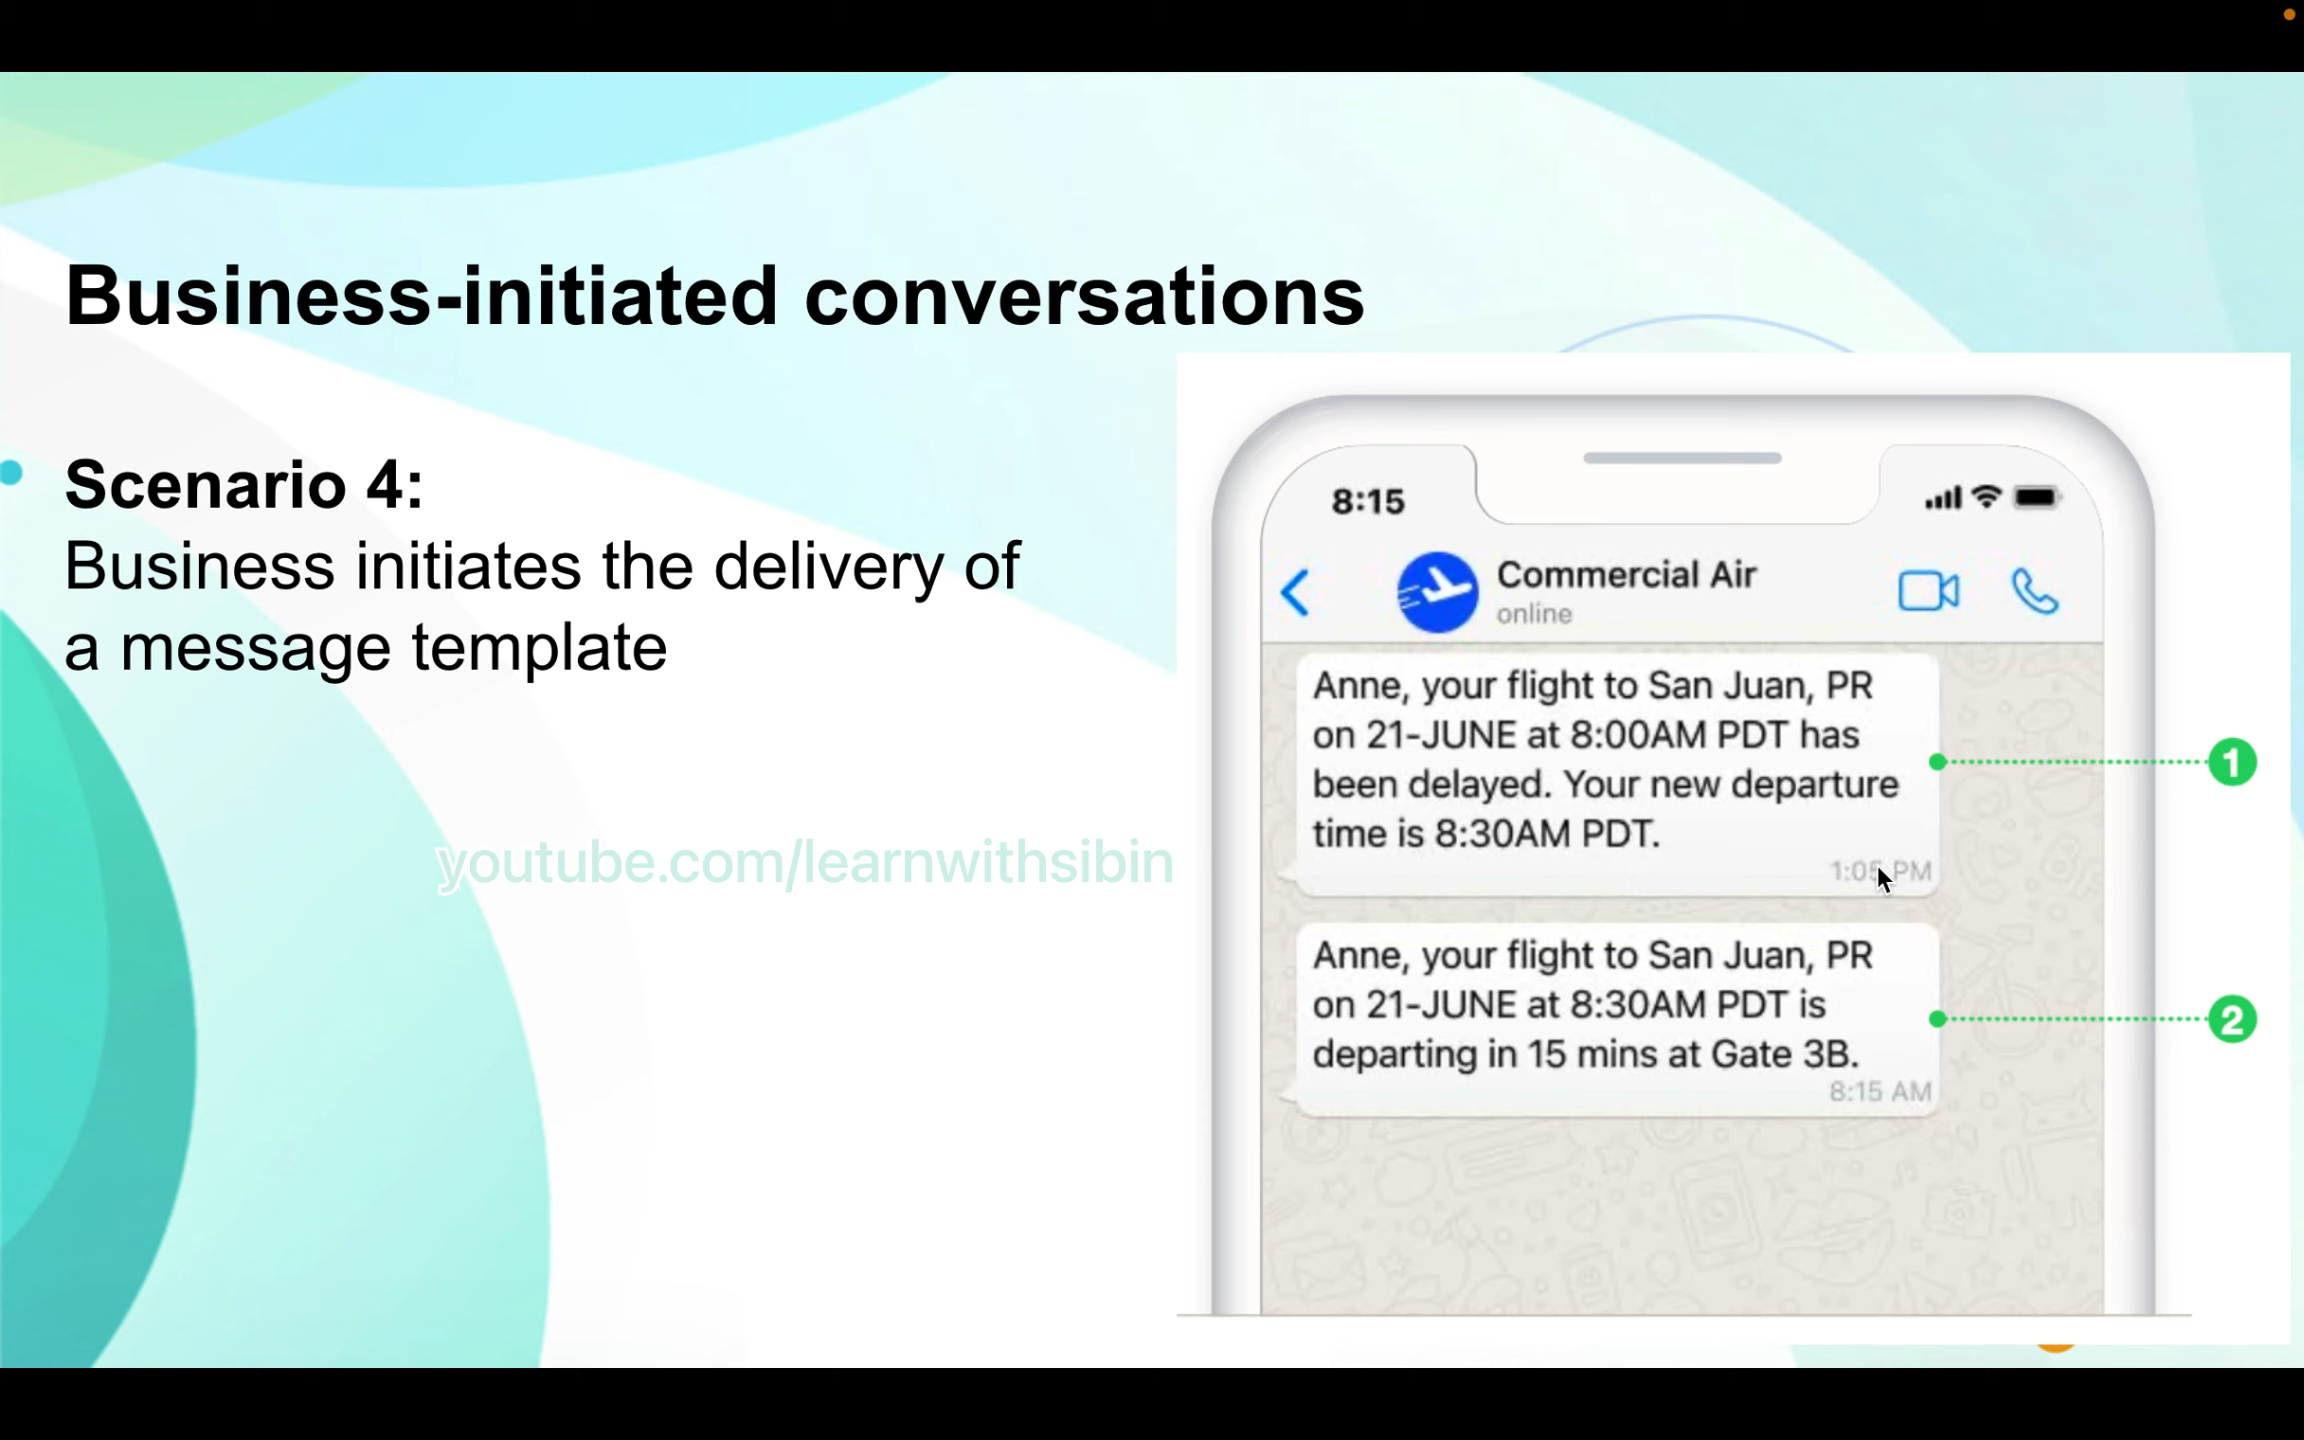 Business-initiated conversations
Scenario 4:
Business initiates the delivery of
a message template
youtube.com/learnwithsibin
8:15
Commercial Air
online
Anne, your flight to San Juan, PR
on 21-JUNE at 8:00AM PDT has
been delayed. Your new departure
time is 8:30AM PDT.
1:05 PM
1
Anne, your flight to San Juan, PR
on 21-JUNE at 8:30AM PDT is
departing in 15 mins at Gate 3B.
8:15 AM
2